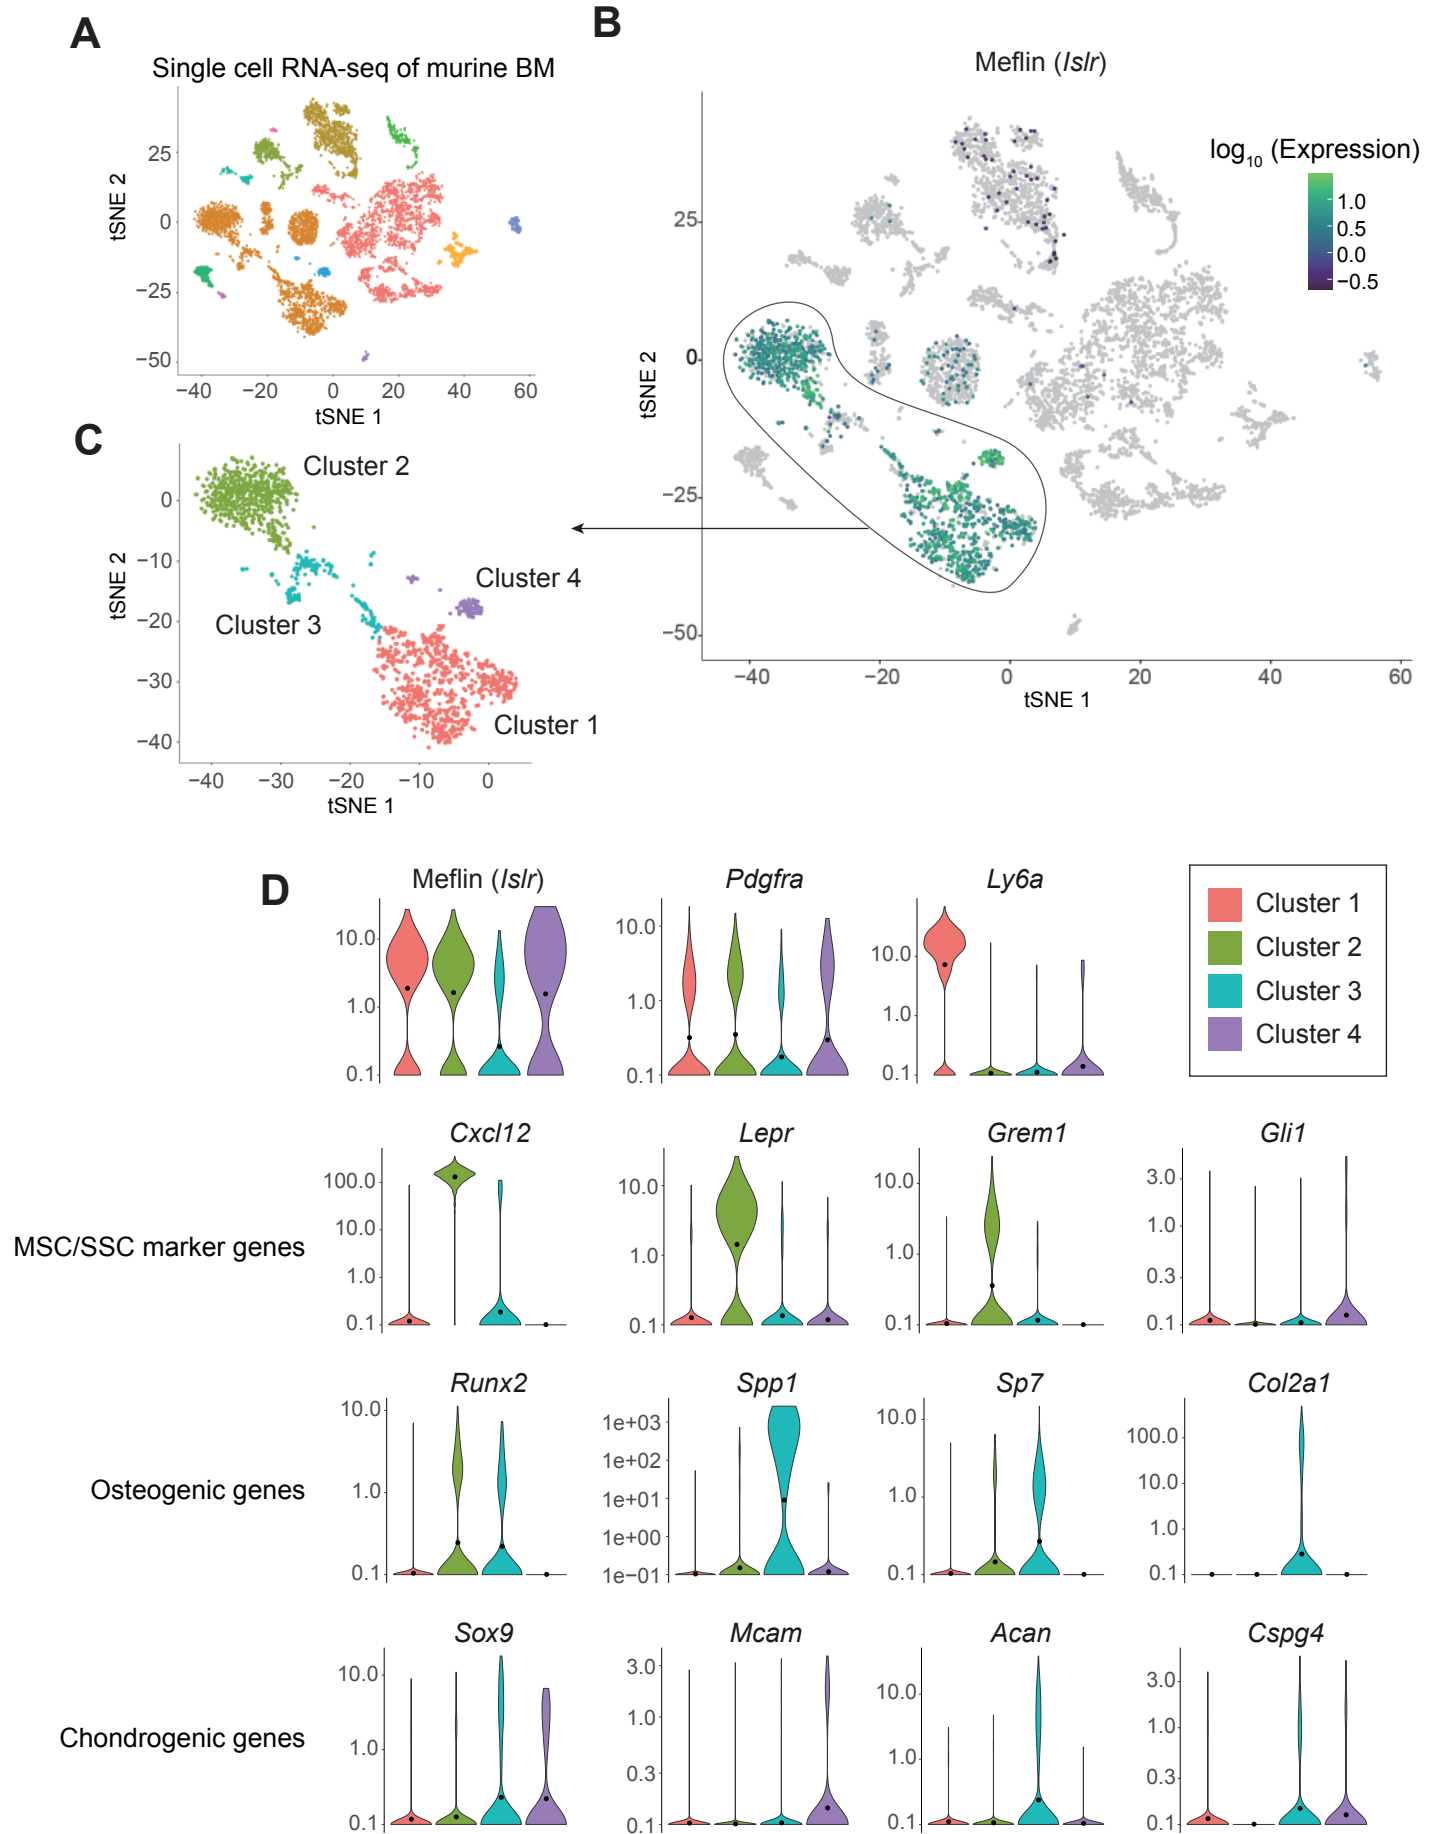 A
Single cell RNA-seq of murine BM
tSNE 2
25
0
−25
−50
−40 −20 0 20 40 60
tSNE 1
B
Meflin (Islr)
log10 (Expression)
1.0
0.5
0.0
−0.5
tSNE 2
25
0
−25
−50
−40 −20 0 20 40 60
tSNE 1
C
Cluster 2
Cluster 4
Cluster 3
Cluster 1
tSNE 2
0
−10
−20
−30
−40
−40 −30 −20 −10 0
tSNE 1
D
Meflin (Islr)
10.0
1.0
0.1
Pdgfra
10.0
1.0
0.1
Ly6a
10.0
1.0
0.1
Cluster 1
Cluster 2
Cluster 3
Cluster 4
MSC/SSC marker genes
Cxcl12
100.0
10.0
1.0
0.1
Lepr
10.0
1.0
0.1
Grem1
10.0
1.0
0.1
Gli1
3.0
1.0
0.3
0.1
Osteogenic genes
Runx2
10.0
1.0
0.1
Spp1
1e+03
1e+02
1e+01
1e+00
1e−01
Sp7
10.0
1.0
0.1
Col2a1
100.0
10.0
1.0
0.1
Chondrogenic genes
Sox9
10.0
1.0
0.1
Mcam
3.0
1.0
0.3
0.1
Acan
10.0
1.0
0.1
Cspg4
3.0
1.0
0.3
0.1